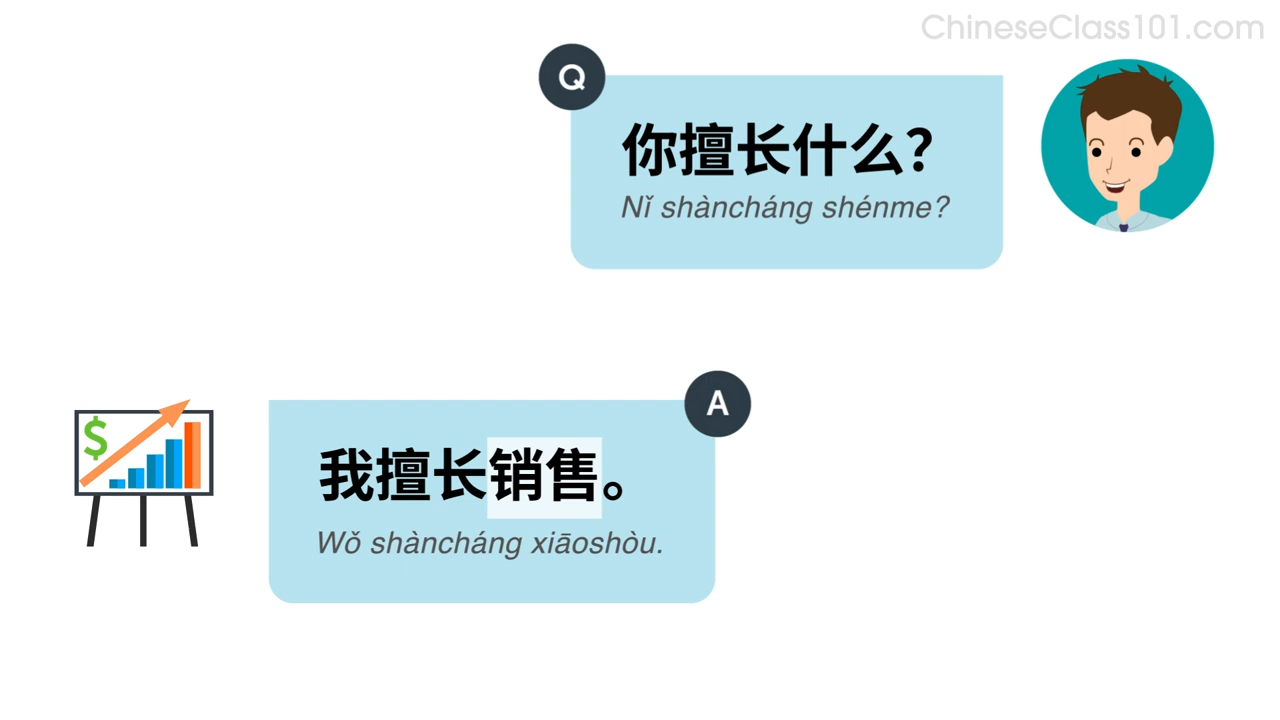 ChineseClass101.com
Q
你擅长什么？
Nǐ shàncháng shénme?
A
$
我擅长销售。
Wǒ shàncháng xiāoshòu.